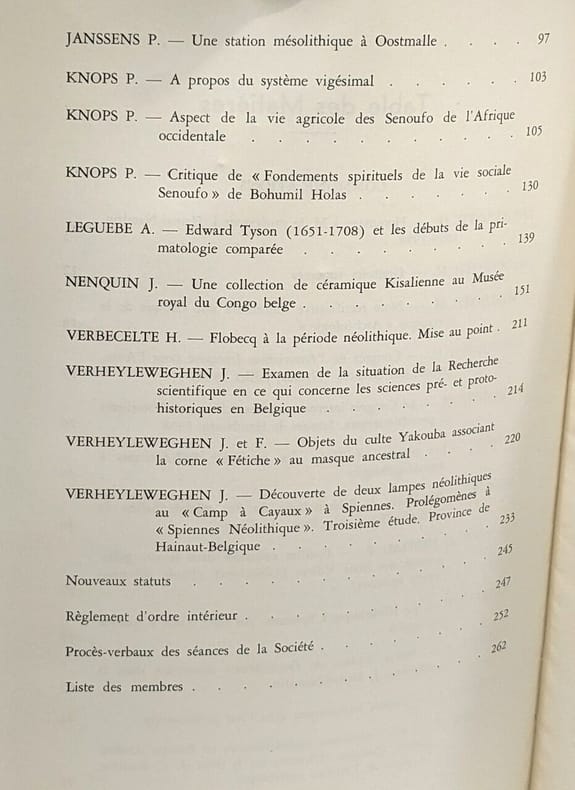 JANSSENS P. — Une station mésolithique à Oostmalle . . . . 97
KNOPS P. — A propos du système vigésimal . . . . . 103
KNOPS P. — Aspect de la vie agricole des Senoufo de l'Afrique
occidentale . . . . . . . . . . 105
KNOPS P. — Critique de « Fondements spirituels de la vie sociale
Senoufo » de Bohumil Holas . . . . . . 130
LEGUEBE A. — Edward Tyson (1651-1708) et les débuts de la pri-
matologie comparée . . . . . . . . 139
NENQUIN J. — Une collection de céramique Kisalienne au Musée
royal du Congo belge . . . . . . . . 151
VERBECELTE H. — Flobecq à la période néolithique. Mise au point . 211
VERHEYLEWEGHEN J. — Examen de la situation de la Recherche
scientifique en ce qui concerne les sciences pré- et proto-
historiques en Belgique . . . . . . . 214
VERHEYLEWEGHEN J. et F. — Objets du culte Yakouba associant
la corne « Fétiche » au masque ancestral . . . . 220
VERHEYLEWEGHEN J. — Découverte de deux lampes néolithiques
au « Camp à Cayaux » à Spiennes. Prolégomènes à
« Spiennes Néolithique ». Troisième étude. Province de
Hainaut-Belgique . . . . . . . . . 233
Nouveaux statuts . . . . . . . . . . . 245
Règlement d'ordre intérieur . . . . . . . . . 247
Procès-verbaux des séances de la Société . . . . . . 252
Liste des membres . . . . . . . . . . . 262